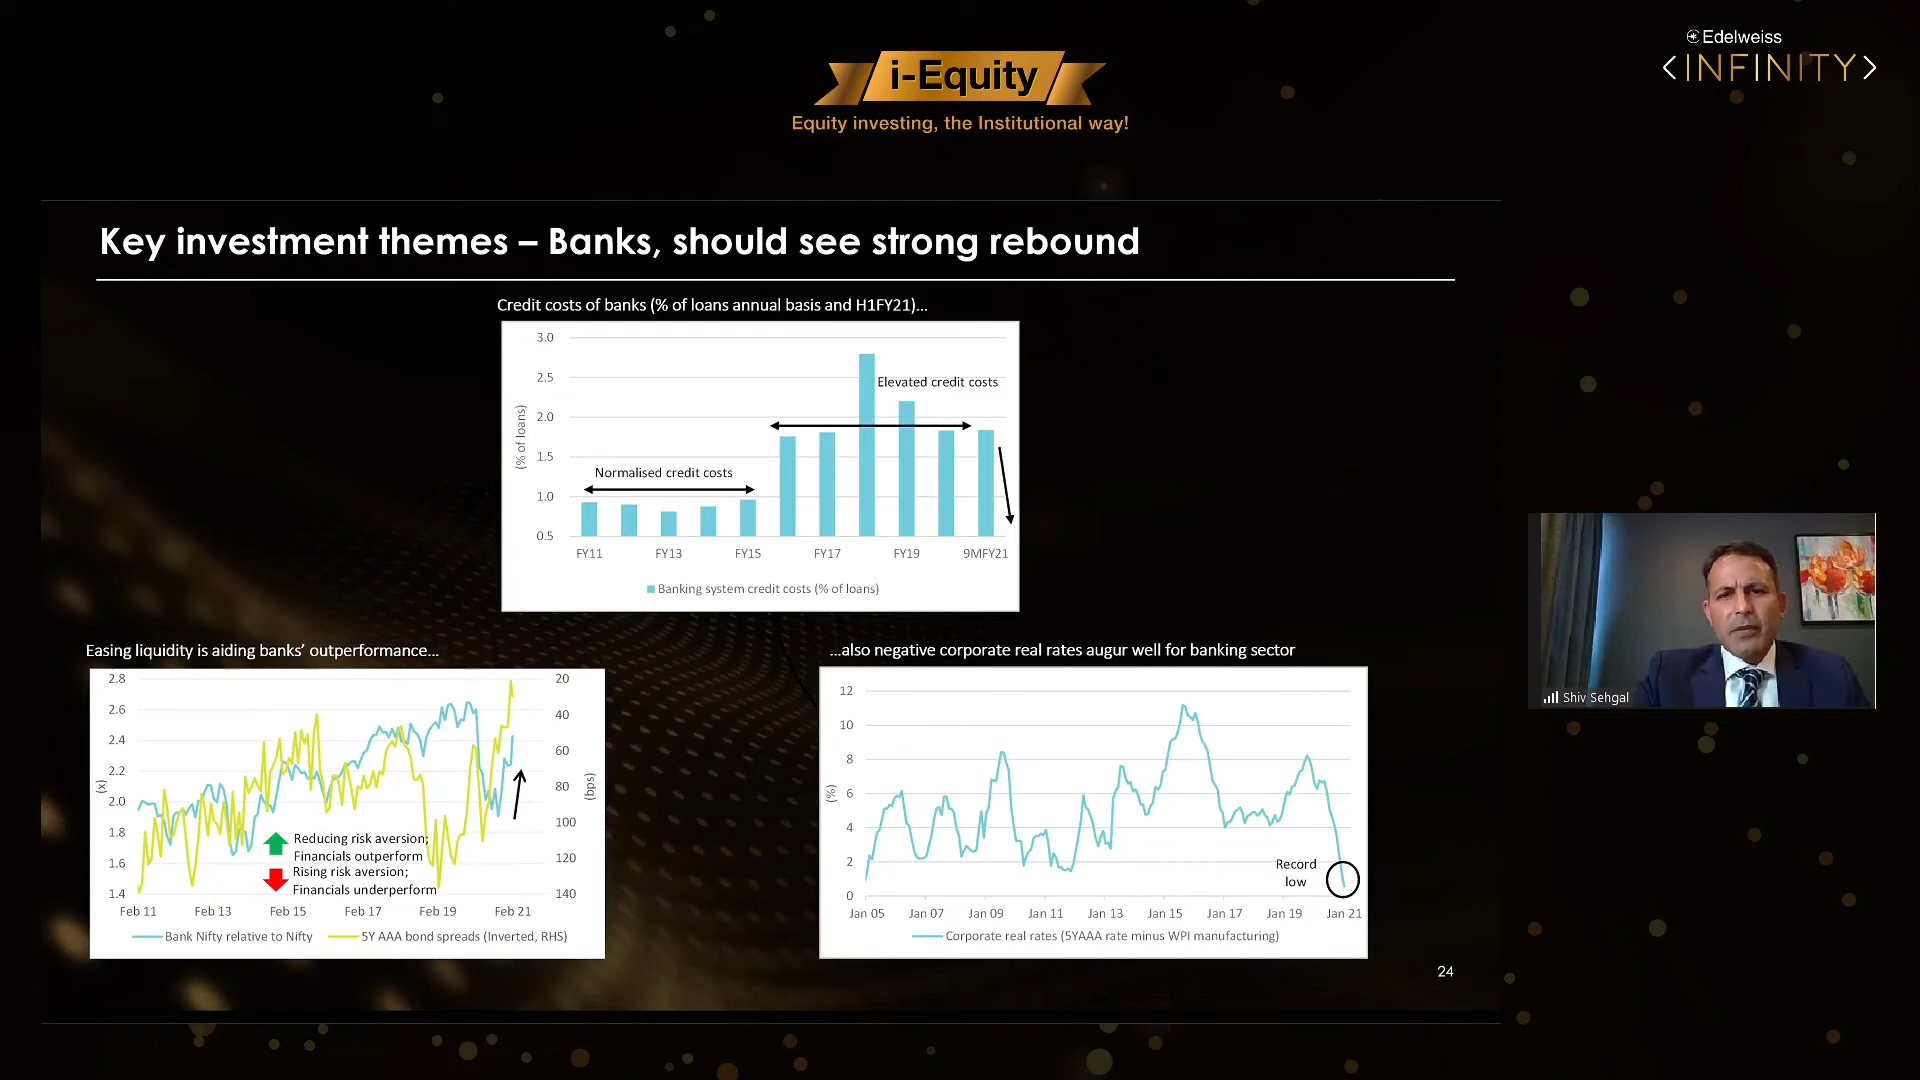 Edelweiss
<INFINITY>
i-Equity
Equity investing, the Institutional way!
Key investment themes – Banks, should see strong rebound
Credit costs of banks (% of loans annual basis and H1FY21)...
3.0
2.5
2.0
1.5
1.0
0.5
(% of loans)
Elevated credit costs
Normalised credit costs
FY11 FY13 FY15 FY17 FY19 9MFY21
Banking system credit costs (% of loans)
Easing liquidity is aiding banks’ outperformance...
2.8
2.6
2.4
2.2
2.0
1.8
1.6
1.4
(x)
20
40
60
80
100
120
140
(bps)
Reducing risk aversion;
Financials outperform
Rising risk aversion;
Financials underperform
Feb 11 Feb 13 Feb 15 Feb 17 Feb 19 Feb 21
Bank Nifty relative to Nifty 5Y AAA bond spreads (Inverted, RHS)
...also negative corporate real rates augur well for banking sector
12
10
8
6
4
2
0
(%)
Record
low
Jan 05 Jan 07 Jan 09 Jan 11 Jan 13 Jan 15 Jan 17 Jan 19 Jan 21
Corporate real rates (5YAAA rate minus WPI manufacturing)
24
Shiv Sehgal